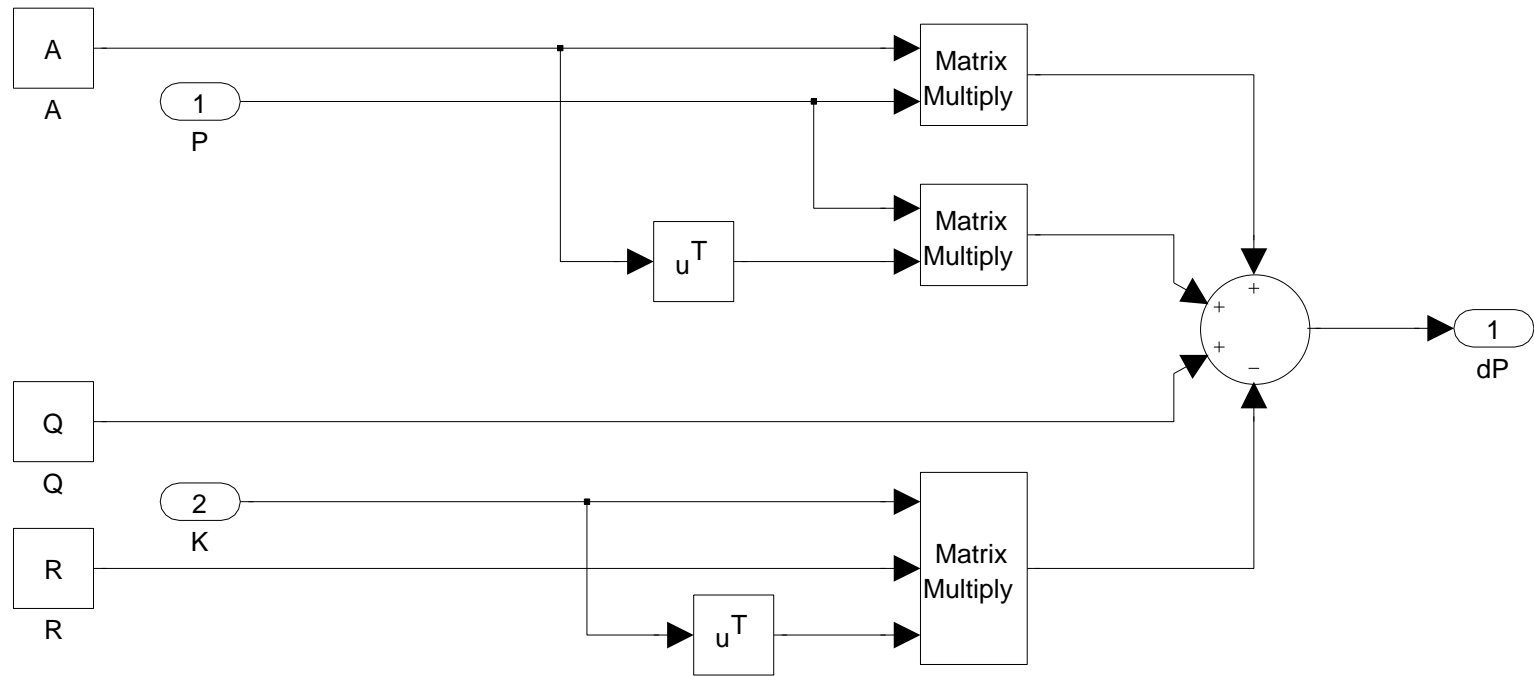 A
A
1
P
Matrix
Multiply
Matrix
Multiply
u^T
+
+
+
−
1
dP
Q
Q
2
K
R
R
Matrix
Multiply
u^T